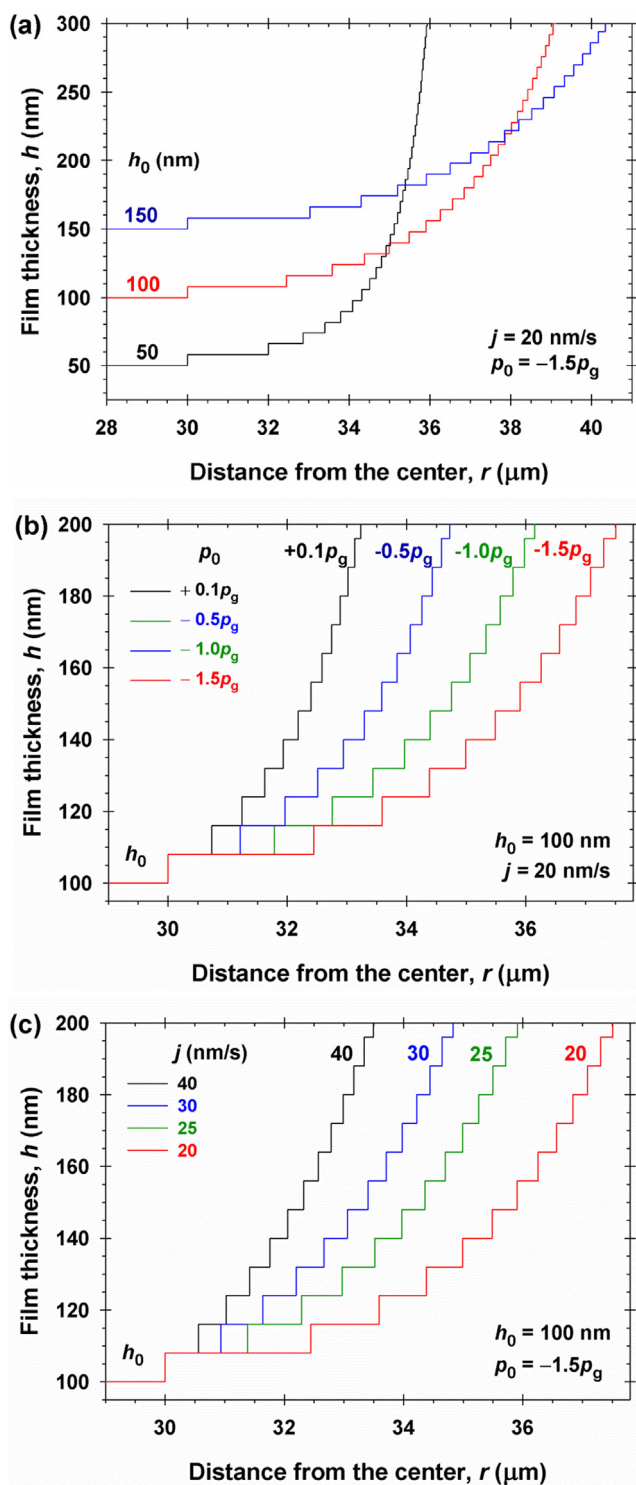 (a)
300
250
200
150
100
50
Film thickness, h (nm)
h0 (nm)
150
100
50
j = 20 nm/s
p0 = −1.5pg
28 30 32 34 36 38 40
Distance from the center, r (μm)
(b)
200
180
160
140
120
100
Film thickness, h (nm)
p0
+0.1pg -0.5pg -1.0pg -1.5pg
+ 0.1pg
− 0.5pg
− 1.0pg
− 1.5pg
h0
h0 = 100 nm
j = 20 nm/s
30 32 34 36
Distance from the center, r (μm)
(c)
200
180
160
140
120
100
Film thickness, h (nm)
j (nm/s)
40 30 25 20
40
30
25
20
h0
h0 = 100 nm
p0 = −1.5pg
30 32 34 36
Distance from the center, r (μm)